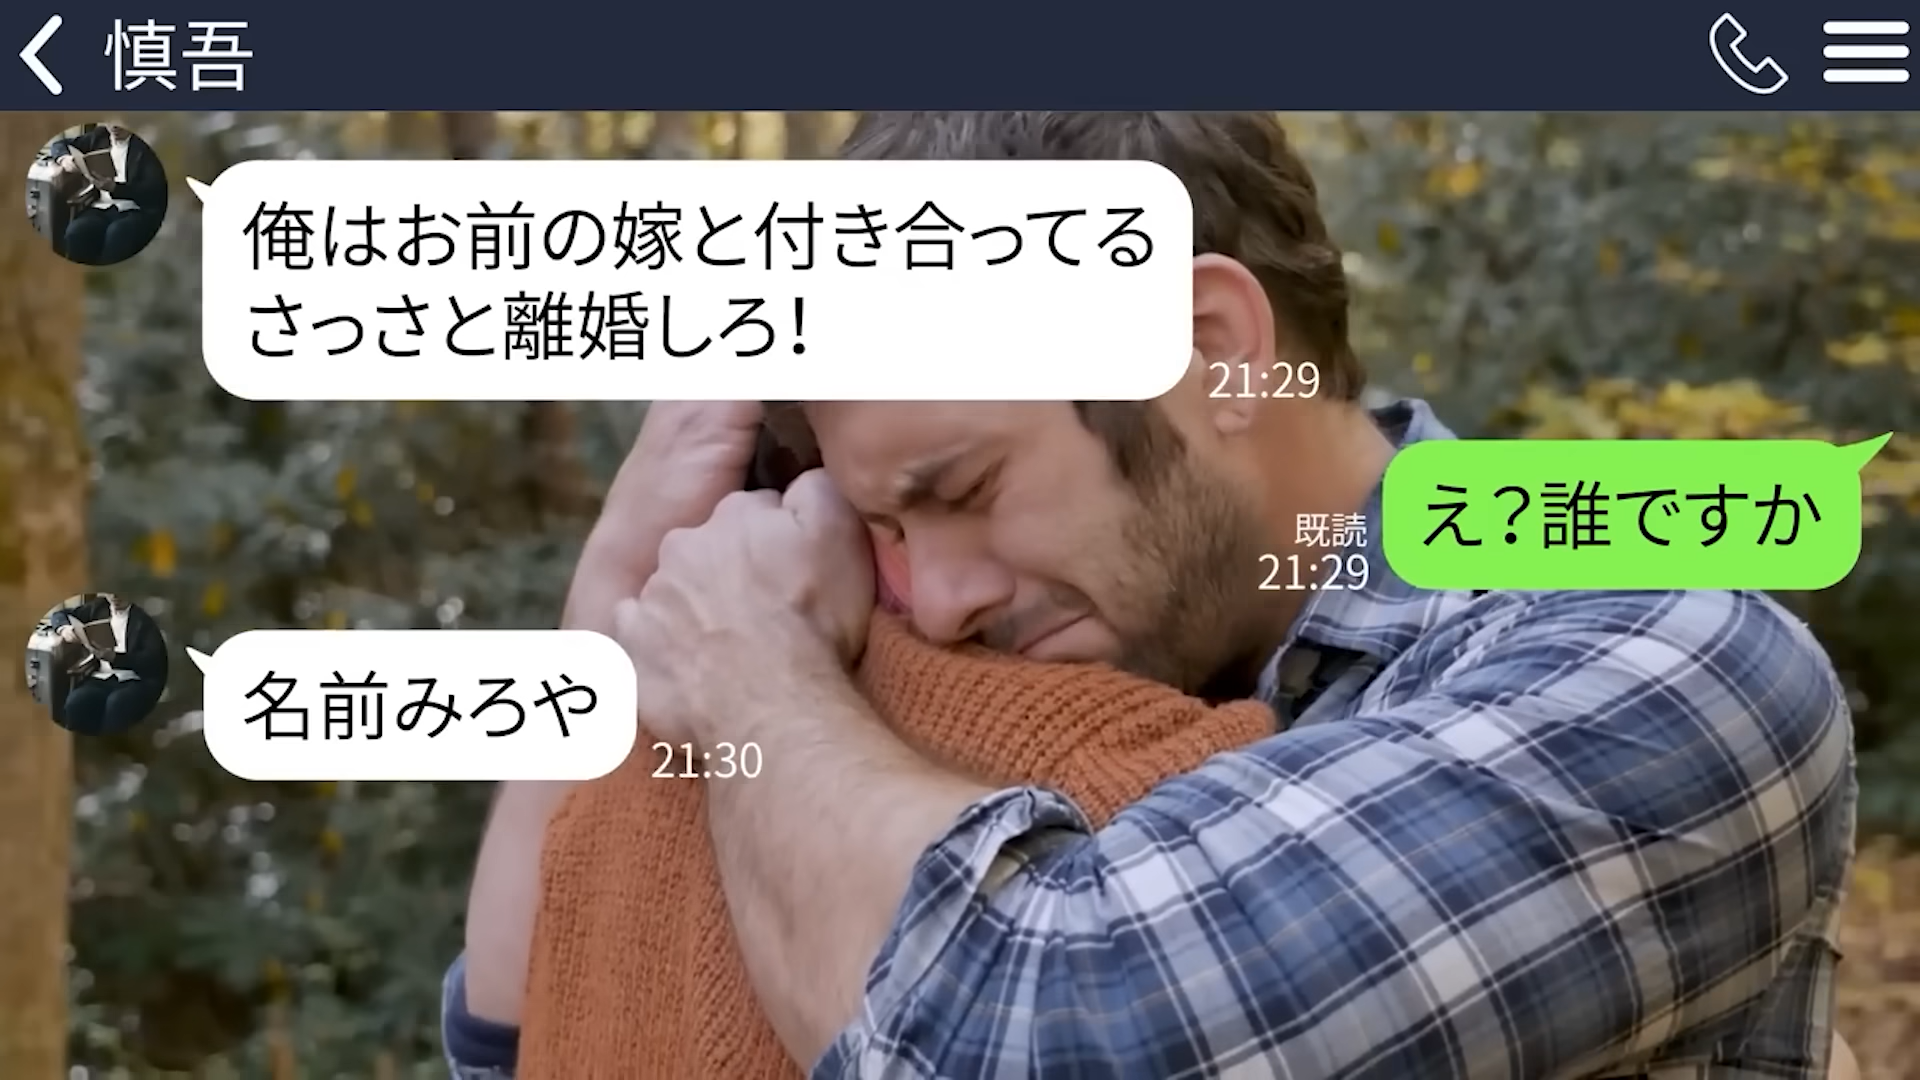 慎吾
俺はお前の嫁と付き合ってる
さっさと離婚しろ!
21:29
え?誰ですか
既読
21:29
名前みろや
21:30